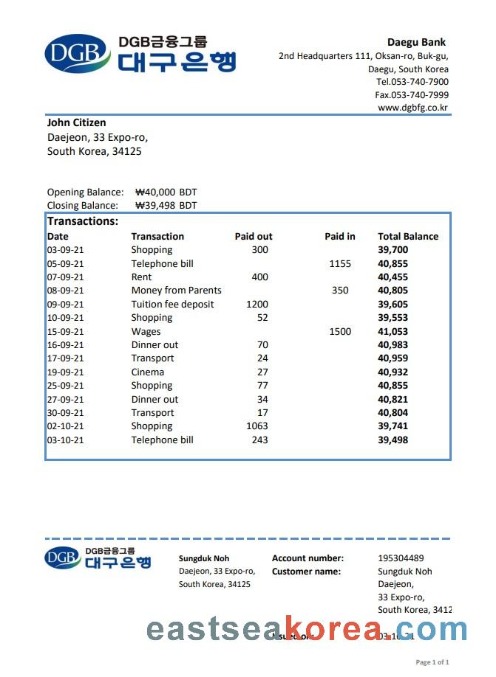 DGB
DGB금융그룹
대구은행
Daegu Bank
2nd Headquarters 111, Oksan-ro, Buk-gu,
Daegu, South Korea
Tel.053-740-7900
Fax.053-740-7999
www.dgbfg.co.kr
John Citizen
Daejeon, 33 Expo-ro,
South Korea, 34125
Opening Balance: ₩40,000 BDT
Closing Balance: ₩39,498 BDT
Transactions:
Date Transaction Paid out Paid in Total Balance
03-09-21 Shopping 300 39,700
05-09-21 Telephone bill 1155 40,855
07-09-21 Rent 400 40,455
08-09-21 Money from Parents 350 40,805
09-09-21 Tuition fee deposit 1200 39,605
10-09-21 Shopping 52 39,553
15-09-21 Wages 1500 41,053
16-09-21 Dinner out 70 40,983
17-09-21 Transport 24 40,959
19-09-21 Cinema 27 40,932
25-09-21 Shopping 77 40,855
27-09-21 Dinner out 34 40,821
30-09-21 Transport 17 40,804
02-10-21 Shopping 1063 39,741
03-10-21 Telephone bill 243 39,498
DGB
DGB금융그룹
대구은행
Sungduk Noh Account number: 195304489
Daejeon, 33 Expo-ro, Customer name: Sungduk Noh
South Korea, 34125 Daejeon,
33 Expo-ro,
South Korea, 3412
eastseakorea.com
Page 1 of 1